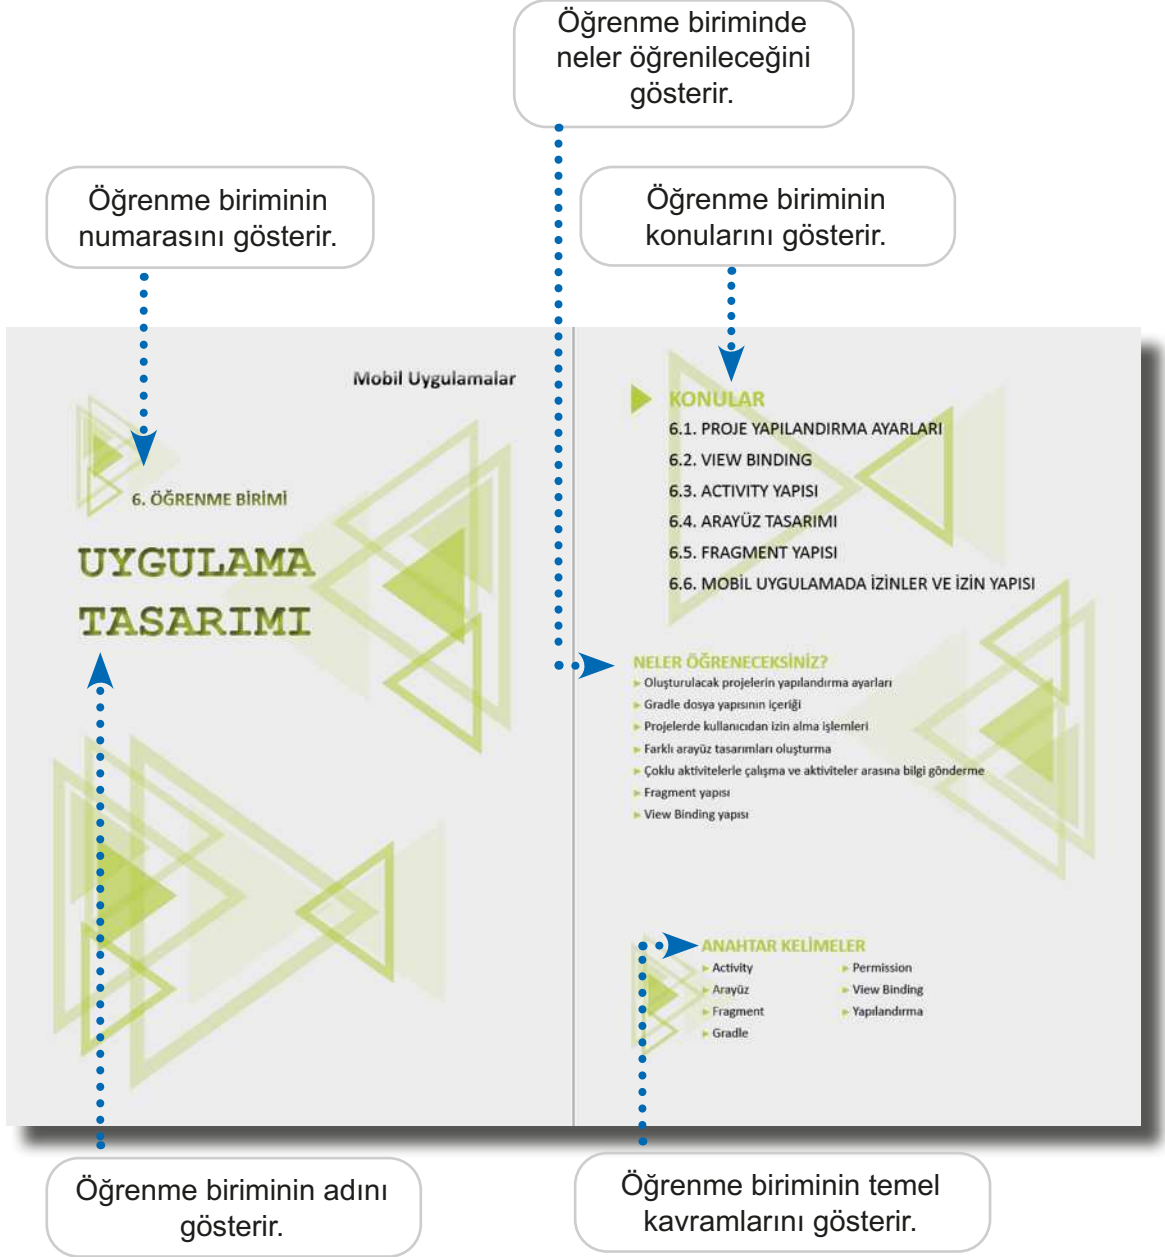 Öğrenme biriminde
neler öğrenileceğini
gösterir.
Öğrenme biriminin
numarasını gösterir.
Öğrenme biriminin
konularını gösterir.
Mobil Uygulamalar
6. ÖĞRENME BİRİMİ
UYGULAMA
TASARIMI
KONULAR
6.1. PROJE YAPILANDIRMA AYARLARI
6.2. VIEW BINDING
6.3. ACTIVITY YAPISI
6.4. ARAYÜZ TASARIMI
6.5. FRAGMENT YAPISI
6.6. MOBİL UYGULAMADA İZİNLER VE İZİN YAPISI
NELER ÖĞRENECEKSİNİZ?
Oluşturulacak projelerin yapılandırma ayarları
Gradle dosya yapısının içeriği
Projelerde kullanıcıdan izin alma işlemleri
Farklı arayüz tasarımları oluşturma
Çoklu aktivitelerle çalışma ve aktiviteler arasına bilgi gönderme
Fragment yapısı
View Binding yapısı
ANAHTAR KELİMELER
Activity
Arayüz
Fragment
Gradle
Permission
View Binding
Yapılandırma
Öğrenme biriminin adını
gösterir.
Öğrenme biriminin temel
kavramlarını gösterir.